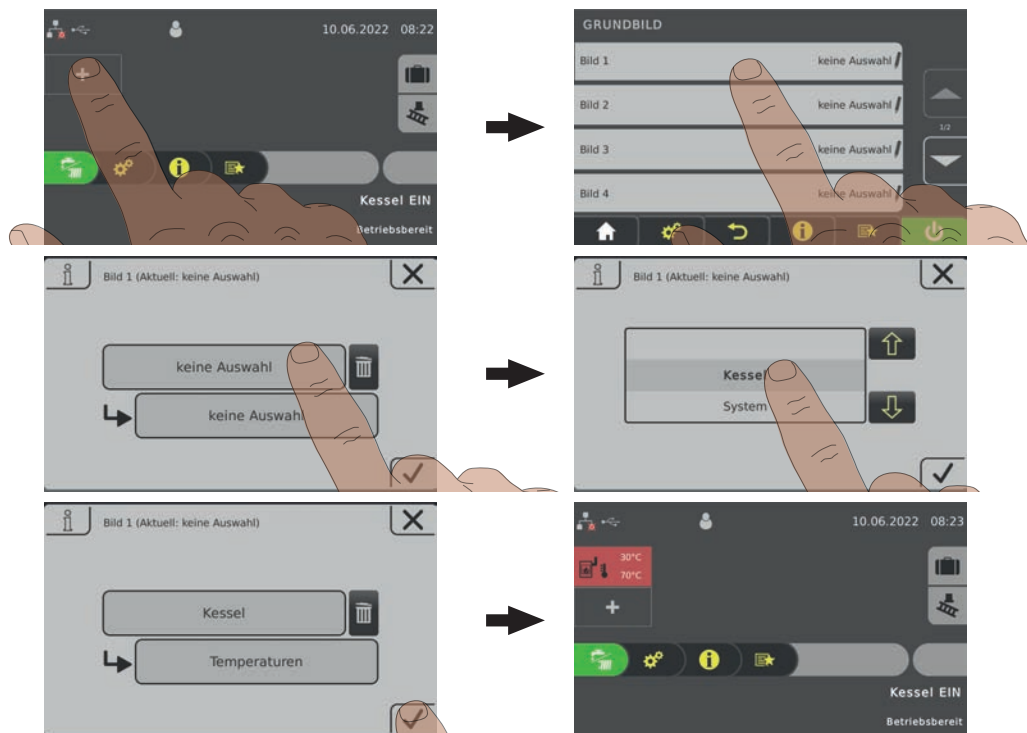 10.06.2022 08:22
+
Kessel EIN
Betriebsbereit
GRUNDBILD
Bild 1 keine Auswahl
Bild 2 keine Auswahl
1/2
Bild 3 keine Auswahl
Bild 4 keine Auswahl
Bild 1 (Aktuell: keine Auswahl)
keine Auswahl
keine Auswahl
Bild 1 (Aktuell: keine Auswahl)
Kessel
System
Bild 1 (Aktuell: keine Auswahl)
Kessel
Temperaturen
10.06.2022 08:23
30°C
70°C
+
Kessel EIN
Betriebsbereit